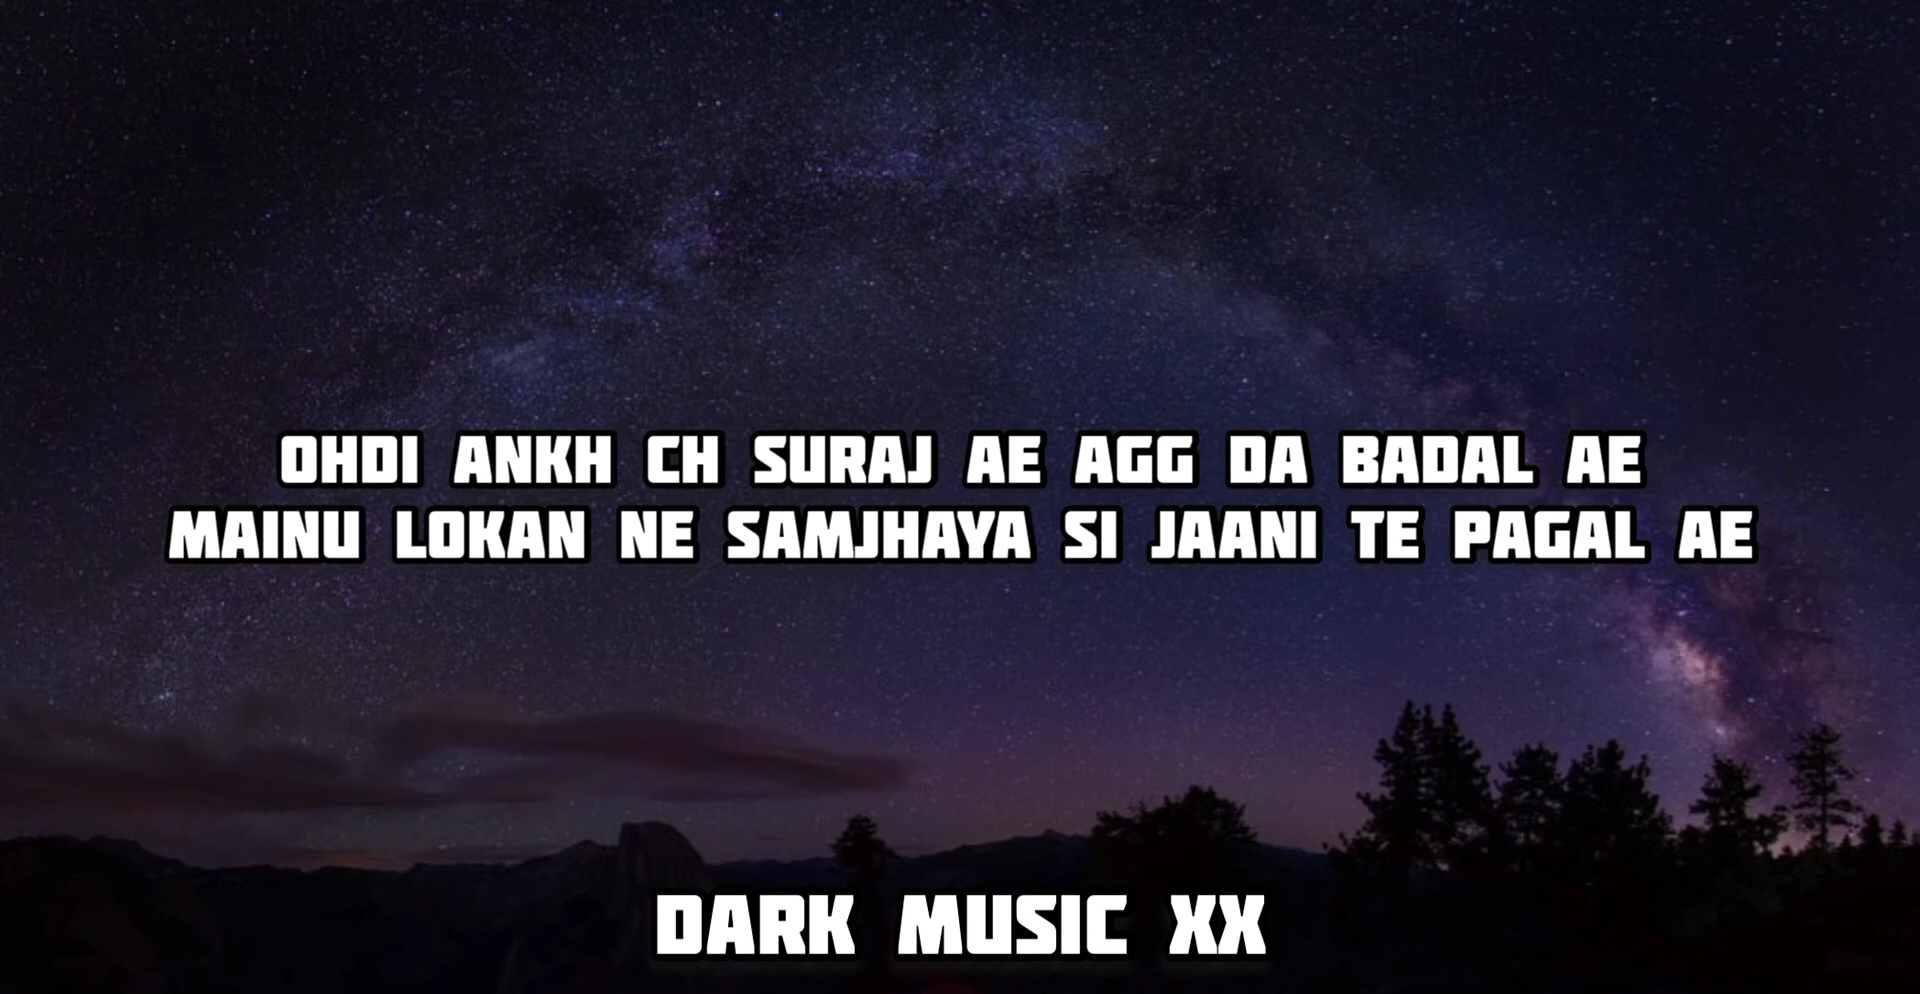 OHDI ANKH CH SURAJ AE AGG DA BADAL AE
MAINU LOKAN NE SAMJHAYA SI JAANI TE PAGAL AE
DARK MUSIC XX